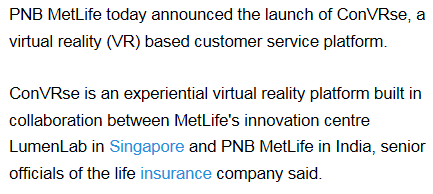 PNB MetLife today announced the launch of ConVRse, a
virtual reality (VR) based customer service platform.
ConVRse is an experiential virtual reality platform built in
collaboration between MetLife's innovation centre
LumenLab in Singapore and PNB MetLife in India, senior
officials of the life insurance company said.